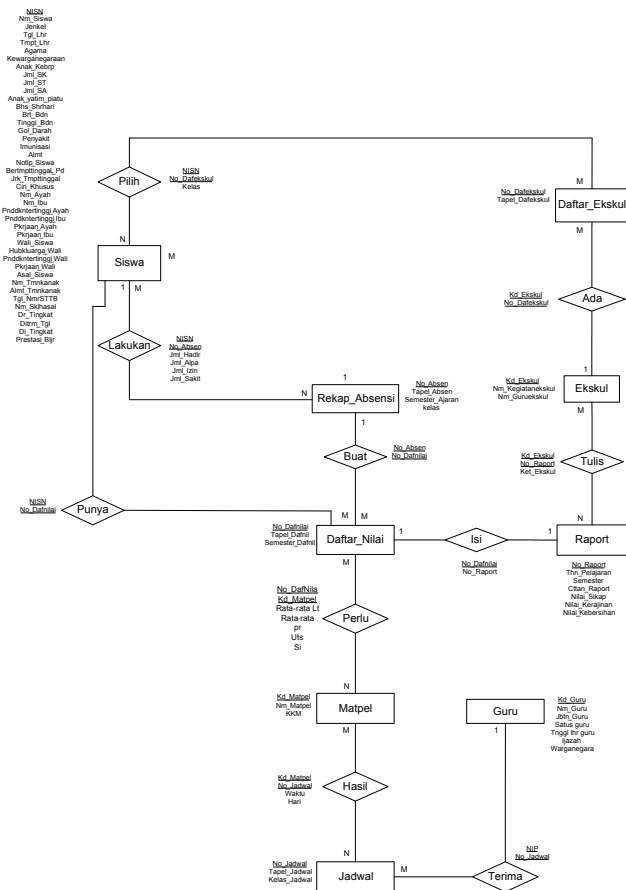 NISN
Nm_Siswa
Jenkel
Tgl_Lhr
Tmpt_Lhr
Agama
Kewarganegaraan
Anak_Kebrp
Jml_SK
Jml_ST
Jml_SA
Anak_yatim_piatu
Bhs_Shrhari
Brt_Bdn
Tinggi_Bdn
Gol_Darah
Penyakit
Imunisasi
Almt
Notlp_Siswa
Bertmpttinggal_Pd
Jrk_Tmpttinggal
Ciri_Khusus
Nm_Ayah
Nm_Ibu
Pnddkntertinggi_Ayah
Pnddkntertinggi_Ibu
Pkrjaan_Ayah
Pkrjaan_Ibu
Wali_Siswa
Hubkluarga_Wali
Pnddkntertinggi_Wali
Pkrjaan_Wali
Asal_Siswa
Nm_Tmnkanak
Almt_Tmnkanak
Tgl_NmrSTTB
Nm_Sklhasal
Dr_Tingkat
Ditrm_Tgl
Di_Tingkat
Prestasi_Bljr
Pilih
NISN
No_Dafekskul
Kelas
M
No_Dafekskul
Tapel_Dafekskul
Daftar_Ekskul
N
Siswa
M
M
1
M
Kd_Ekskul
No_Dafekskul
Ada
Lakukan
NISN
No_Absen
Jml_Hadir
Jml_Alpa
Jml_Izin
Jml_Sakit
1
N
Rekap_Absensi
No_Absen
Tapel_Absen
Semester_Ajaran
kelas
1
Kd_Ekskul
Nm_Kegiatanekskul
Nm_Guruekskul
Ekskul
1
M
Buat
No_Absen
No_Dafnilai
Kd_Ekskul
No_Raport
Ket_Ekskul
Tulis
NISN
No_Dafnilai
Punya
M
M
N
No_Dafnilai
Tapel_Dafnil
Semester_Dafnil
Daftar_Nilai
1
Isi
1
Raport
M
No_Dafnilai
No_Raport
No_Raport
Thn_Pelajaran
Semester
Cttan_Raport
Nilai_Sikap
Nilai_Kerajinan
Nilai_Kebersihan
No_DafNila
Kd_Matpel
Rata-rata Lt
Rata-rata
pr
Uts
Si
Perlu
N
Kd_Matpel
Nm_Matpel
KKM
Matpel
M
Guru
1
Kd_Guru
Nm_Guru
Jbtn_Guru
Satus guru
Tnggl lhr guru
Ijazah
Warganegara
Kd_Matpel
No_Jadwal
Waktu
Hari
Hasil
N
No_Jadwal
Tapel_Jadwal
Kelas_Jadwal
Jadwal
M
Terima
NIP
No_Jadwal